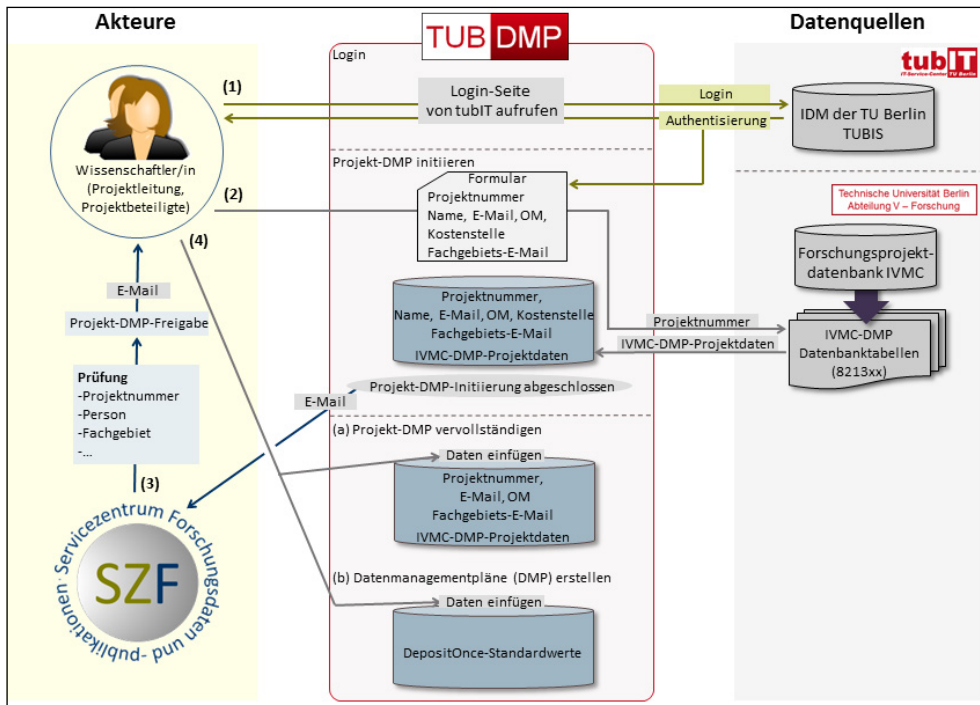 Akteure
TUB DMP
Datenquellen
Login
tubIT
IT-Service-Center TU Berlin
(1)
Login-Seite
von tubIT aufrufen
Login
Authentisierung
IDM der TU Berlin
TUBIS
Wissenschaftler/in
(Projektleitung,
Projektbeteiligte)
Projekt-DMP initiieren
(2)
Formular
Projektnummer
Name, E-Mail, OM,
Kostenstelle
Fachgebiets-E-Mail
Technische Universität Berlin
Abteilung V – Forschung
(4)
Forschungsprojekt-
datenbank IVMC
E-Mail
Projekt-DMP-Freigabe
Projektnummer,
Name, E-Mail, OM, Kostenstelle
Fachgebiets-E-Mail
IVMC-DMP-Projektdaten
Projektnummer
IVMC-DMP-Projektdaten
IVMC-DMP
Datenbanktabellen
(8213xx)
Prüfung
-Projektnummer
-Person
-Fachgebiet
-...
Projekt-DMP-Initiierung abgeschlossen
E-Mail
(a) Projekt-DMP vervollständigen
Daten einfügen
Projektnummer,
E-Mail, OM
Fachgebiets-E-Mail
IVMC-DMP-Projektdaten
(3)
Servicezentrum Forschungsdaten und -publikationen
SZF
(b) Datenmanagementpläne (DMP) erstellen
Daten einfügen
DepositOnce-Standardwerte